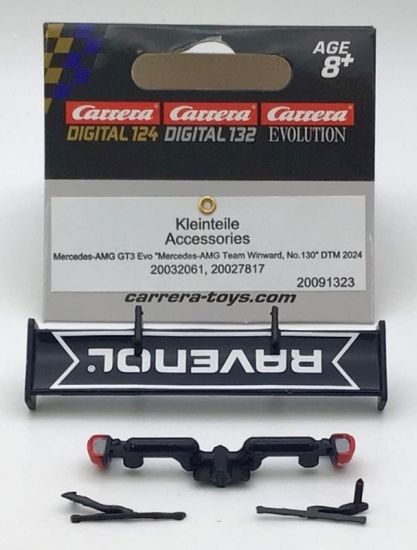 AGE
8+
Carrera Carrera Carrera
DIGITAL 124 DIGITAL 132 EVOLUTION
Kleinteile
Accessories
Mercedes-AMG GT3 Evo "Mercedes-AMG Team Winward, No.130" DTM 2024
20032061, 20027817
20091323
carrera-toys.com
RAVENOL®